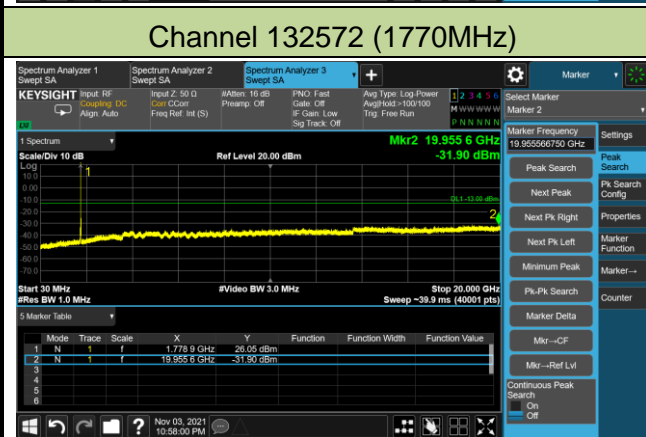 Channel 132572 (1770MHz)
Spectrum Analyzer 1 Swept SA
Spectrum Analyzer 2 Swept SA
Spectrum Analyzer 3 Swept SA
+
Marker
KEYSIGHT
Input: RF
Coupling: DC
Align: Auto
Input Z: 50 Ω
Corr CCorr
Freq Ref: Int (S)
#Atten: 16 dB
Preamp: Off
PNO: Fast
Gate: Off
IF Gain: Low
Sig Track: Off
Avg Type: Log-Power
Avg|Hold:>100/100
Trig: Free Run
1 2 3 4 5 6
M W W W W W
P N N N N N
Select Marker
Marker 2
Marker Frequency
19.955566750 GHz
Settings
Peak Search
Next Peak
Next Pk Right
Next Pk Left
Minimum Peak
Pk-Pk Search
Marker Delta
Mkr→CF
Mkr→Ref Lvl
Continuous Peak Search
On
Off
Peak Search
Pk Search Config
Properties
Marker Function
Marker→
Counter
1 Spectrum
Scale/Div 10 dB
Ref Level 20.00 dBm
Mkr2 19.955 6 GHz
-31.90 dBm
Log
10.0
0.00
-10.0
-20.0
-30.0
-40.0
-50.0
-60.0
-70.0
1
DL1 -13.00 dBm
2
Start 30 MHz
#Video BW 3.0 MHz
Stop 20.000 GHz
#Res BW 1.0 MHz
Sweep ~39.9 ms (40001 pts)
5 Marker Table
Mode Trace Scale X Y Function Function Width Function Value
1 N 1 f 1.778 9 GHz 26.05 dBm
2 N 1 f 19.955 6 GHz -31.90 dBm
3
4
5
6
?
Nov 03, 2021
10:58:00 PM